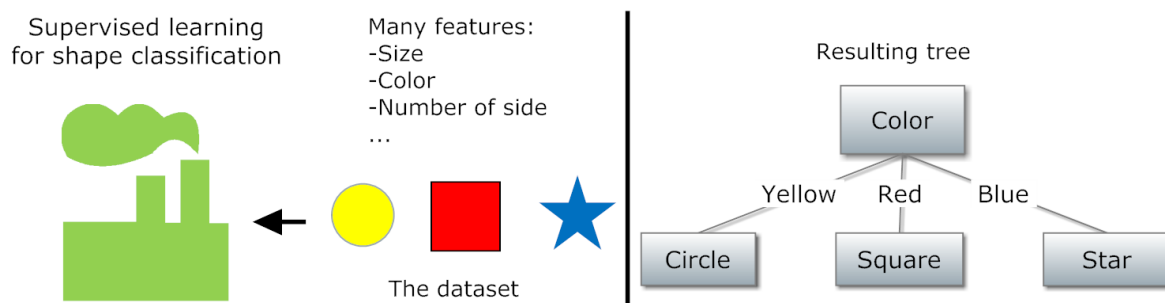 Supervised learning
for shape classification
Many features:
-Size
-Color
-Number of side
...
The dataset
Resulting tree
Color
Yellow Red Blue
Circle Square Star